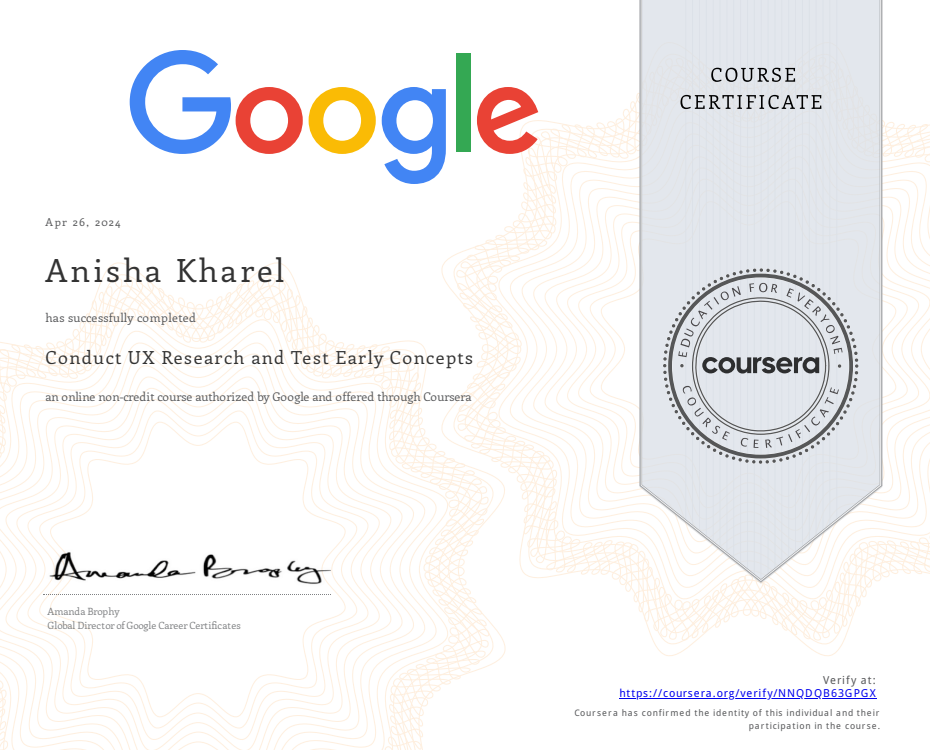 Google
COURSE
CERTIFICATE
Apr 26, 2024
Anisha Kharel
has successfully completed
Conduct UX Research and Test Early Concepts
an online non-credit course authorized by Google and offered through Coursera
EDUCATION FOR EVERYONE
coursera
COURSE CERTIFICATE
Amanda Brophy
Amanda Brophy
Global Director of Google Career Certificates
Verify at:
https://coursera.org/verify/NNQDQB63GPGX
Coursera has confirmed the identity of this individual and their
participation in the course.